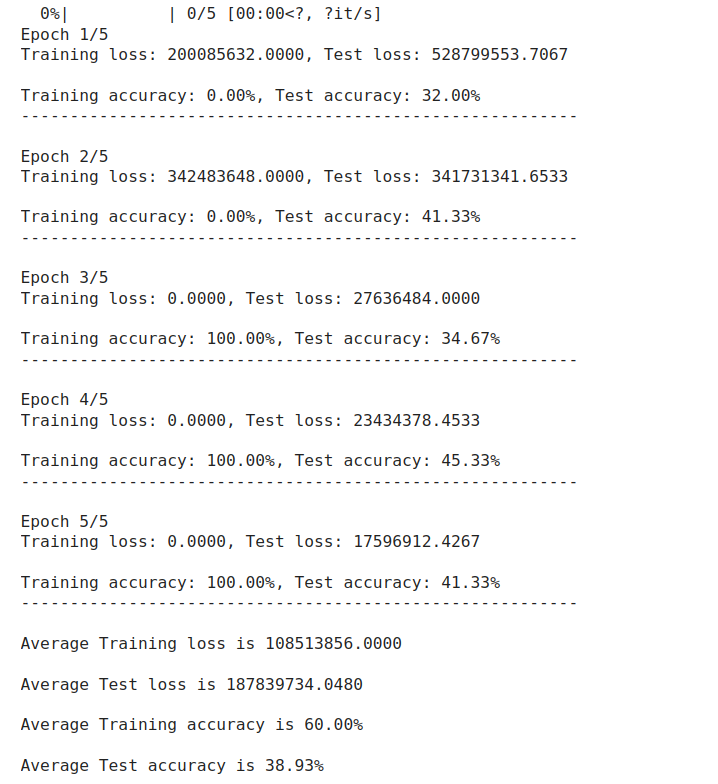 0%|          | 0/5 [00:00<?, ?it/s]
Epoch 1/5
Training loss: 200085632.0000, Test loss: 528799553.7067
Training accuracy: 0.00%, Test accuracy: 32.00%
---------------------------------------------------------
Epoch 2/5
Training loss: 342483648.0000, Test loss: 341731341.6533
Training accuracy: 0.00%, Test accuracy: 41.33%
---------------------------------------------------------
Epoch 3/5
Training loss: 0.0000, Test loss: 27636484.0000
Training accuracy: 100.00%, Test accuracy: 34.67%
---------------------------------------------------------
Epoch 4/5
Training loss: 0.0000, Test loss: 23434378.4533
Training accuracy: 100.00%, Test accuracy: 45.33%
---------------------------------------------------------
Epoch 5/5
Training loss: 0.0000, Test loss: 17596912.4267
Training accuracy: 100.00%, Test accuracy: 41.33%
---------------------------------------------------------
Average Training loss is 108513856.0000
Average Test loss is 187839734.0480
Average Training accuracy is 60.00%
Average Test accuracy is 38.93%